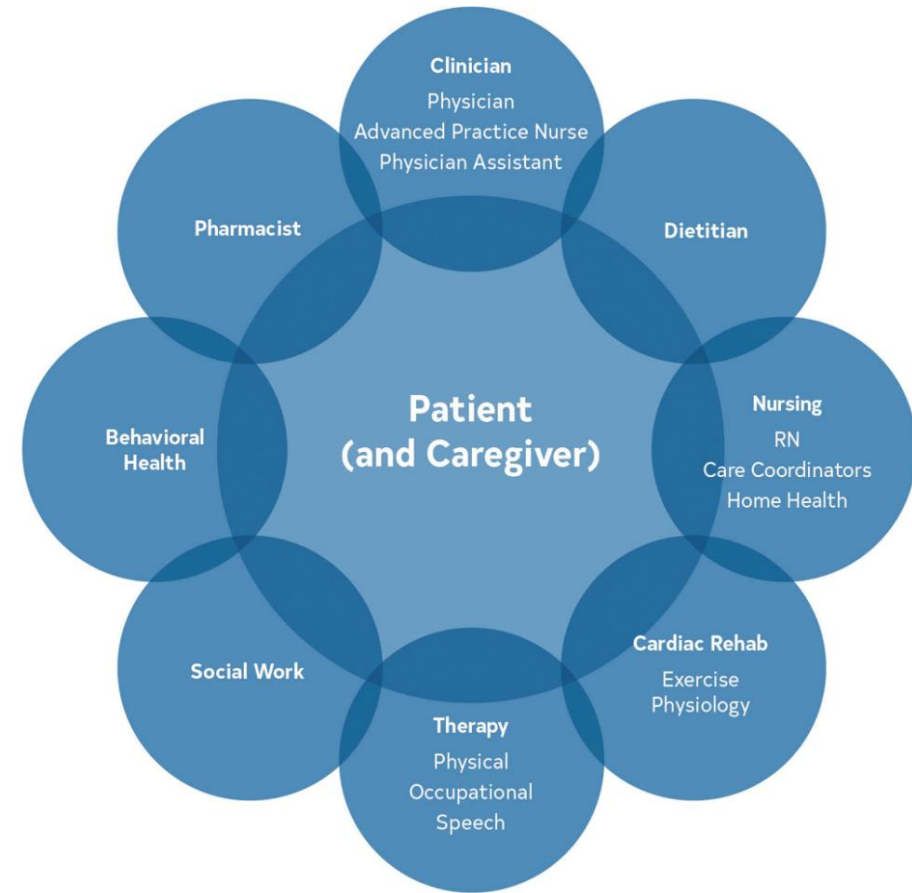 Clinician
Physician
Advanced Practice Nurse
Physician Assistant
Pharmacist
Dietitian
Patient
(and Caregiver)
Nursing
RN
Care Coordinators
Home Health
Behavioral
Health
Cardiac Rehab
Exercise
Physiology
Social Work
Therapy
Physical
Occupational
Speech